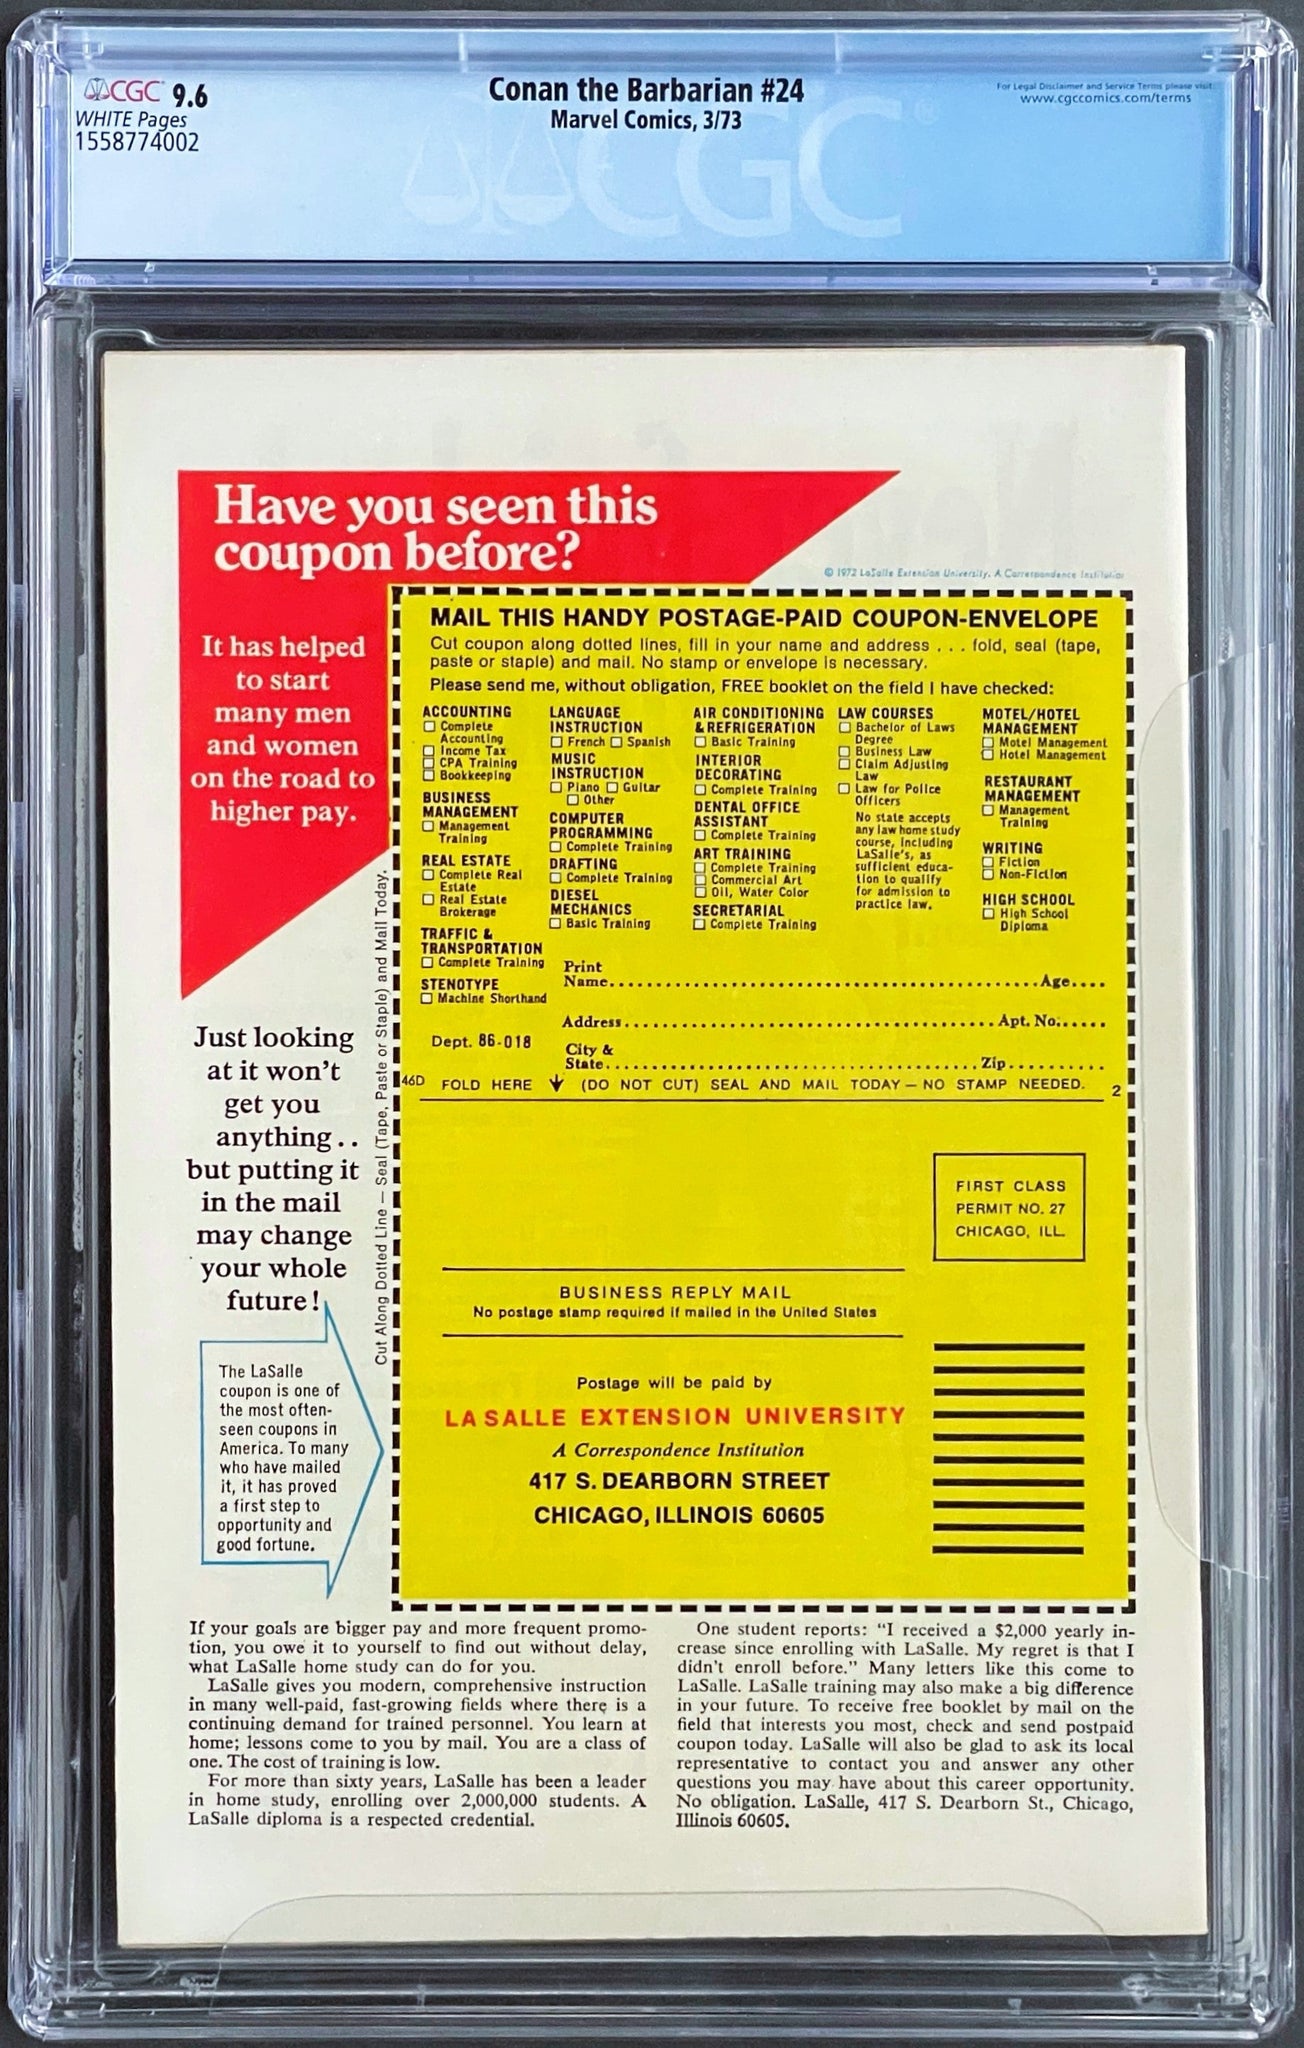 CGC 9.6
WHITE Pages
1558774002
Conan the Barbarian #24
Marvel Comics, 3/73
For Legal Disclaimer and Service Terms please visit
www.cgccomics.com/terms
CGC
Have you seen this
coupon before?
© 1972 LaSalle Extension University. A Correspondence Institution
It has helped
to start
many men
and women
on the road to
higher pay.
MAIL THIS HANDY POSTAGE-PAID COUPON-ENVELOPE
Cut coupon along dotted lines, fill in your name and address . . . fold, seal (tape,
paste or staple) and mail. No stamp or envelope is necessary.
Please send me, without obligation, FREE booklet on the field I have checked:
ACCOUNTING
☐ Complete
Accounting
☐ Income Tax
☐ CPA Training
☐ Bookkeeping
BUSINESS
MANAGEMENT
☐ Management
Training
REAL ESTATE
☐ Complete Real
Estate
☐ Real Estate
Brokerage
TRAFFIC &
TRANSPORTATION
☐ Complete Training
STENOTYPE
☐ Machine Shorthand
LANGUAGE
INSTRUCTION
☐ French ☐ Spanish
MUSIC
INSTRUCTION
☐ Piano ☐ Guitar
☐ Other
COMPUTER
PROGRAMMING
☐ Complete Training
DRAFTING
☐ Complete Training
DIESEL
MECHANICS
☐ Basic Training
AIR CONDITIONING
& REFRIGERATION
☐ Basic Training
INTERIOR
DECORATING
☐ Complete Training
DENTAL OFFICE
ASSISTANT
☐ Complete Training
ART TRAINING
☐ Complete Training
☐ Commercial Art
☐ Oil, Water Color
SECRETARIAL
☐ Complete Training
LAW COURSES
☐ Bachelor of Laws
Degree
☐ Business Law
☐ Claim Adjusting
Law
☐ Law for Police
Officers
No state accepts
any law home study
course, including
LaSalle's, as
sufficient educa-
tion to qualify
for admission to
practice law.
MOTEL/HOTEL
MANAGEMENT
☐ Motel Management
☐ Hotel Management
RESTAURANT
MANAGEMENT
☐ Management
Training
WRITING
☐ Fiction
☐ Non-Fiction
HIGH SCHOOL
☐ High School
Diploma
Print
Name.......................................................Age....
Address...............................................Apt. No......
Dept. 86-018
City &
State................................................Zip..........
46D FOLD HERE ↓ (DO NOT CUT) SEAL AND MAIL TODAY — NO STAMP NEEDED. 2
Cut Along Dotted Line — Seal (Tape, Paste or Staple) and Mail Today.
Just looking
at it won't
get you
anything..
but putting it
in the mail
may change
your whole
future!
The LaSalle
coupon is one of
the most often-
seen coupons in
America. To many
who have mailed
it, it has proved
a first step to
opportunity and
good fortune.
FIRST CLASS
PERMIT NO. 27
CHICAGO, ILL.
BUSINESS REPLY MAIL
No postage stamp required if mailed in the United States
Postage will be paid by
LA SALLE EXTENSION UNIVERSITY
A Correspondence Institution
417 S. DEARBORN STREET
CHICAGO, ILLINOIS 60605
If your goals are bigger pay and more frequent promo-
tion, you owe it to yourself to find out without delay,
what LaSalle home study can do for you.
LaSalle gives you modern, comprehensive instruction
in many well-paid, fast-growing fields where there is a
continuing demand for trained personnel. You learn at
home; lessons come to you by mail. You are a class of
one. The cost of training is low.
For more than sixty years, LaSalle has been a leader
in home study, enrolling over 2,000,000 students. A
LaSalle diploma is a respected credential.
One student reports: "I received a $2,000 yearly in-
crease since enrolling with LaSalle. My regret is that I
didn't enroll before." Many letters like this come to
LaSalle. LaSalle training may also make a big difference
in your future. To receive free booklet by mail on the
field that interests you most, check and send postpaid
coupon today. LaSalle will also be glad to ask its local
representative to contact you and answer any other
questions you may have about this career opportunity.
No obligation. LaSalle, 417 S. Dearborn St., Chicago,
Illinois 60605.